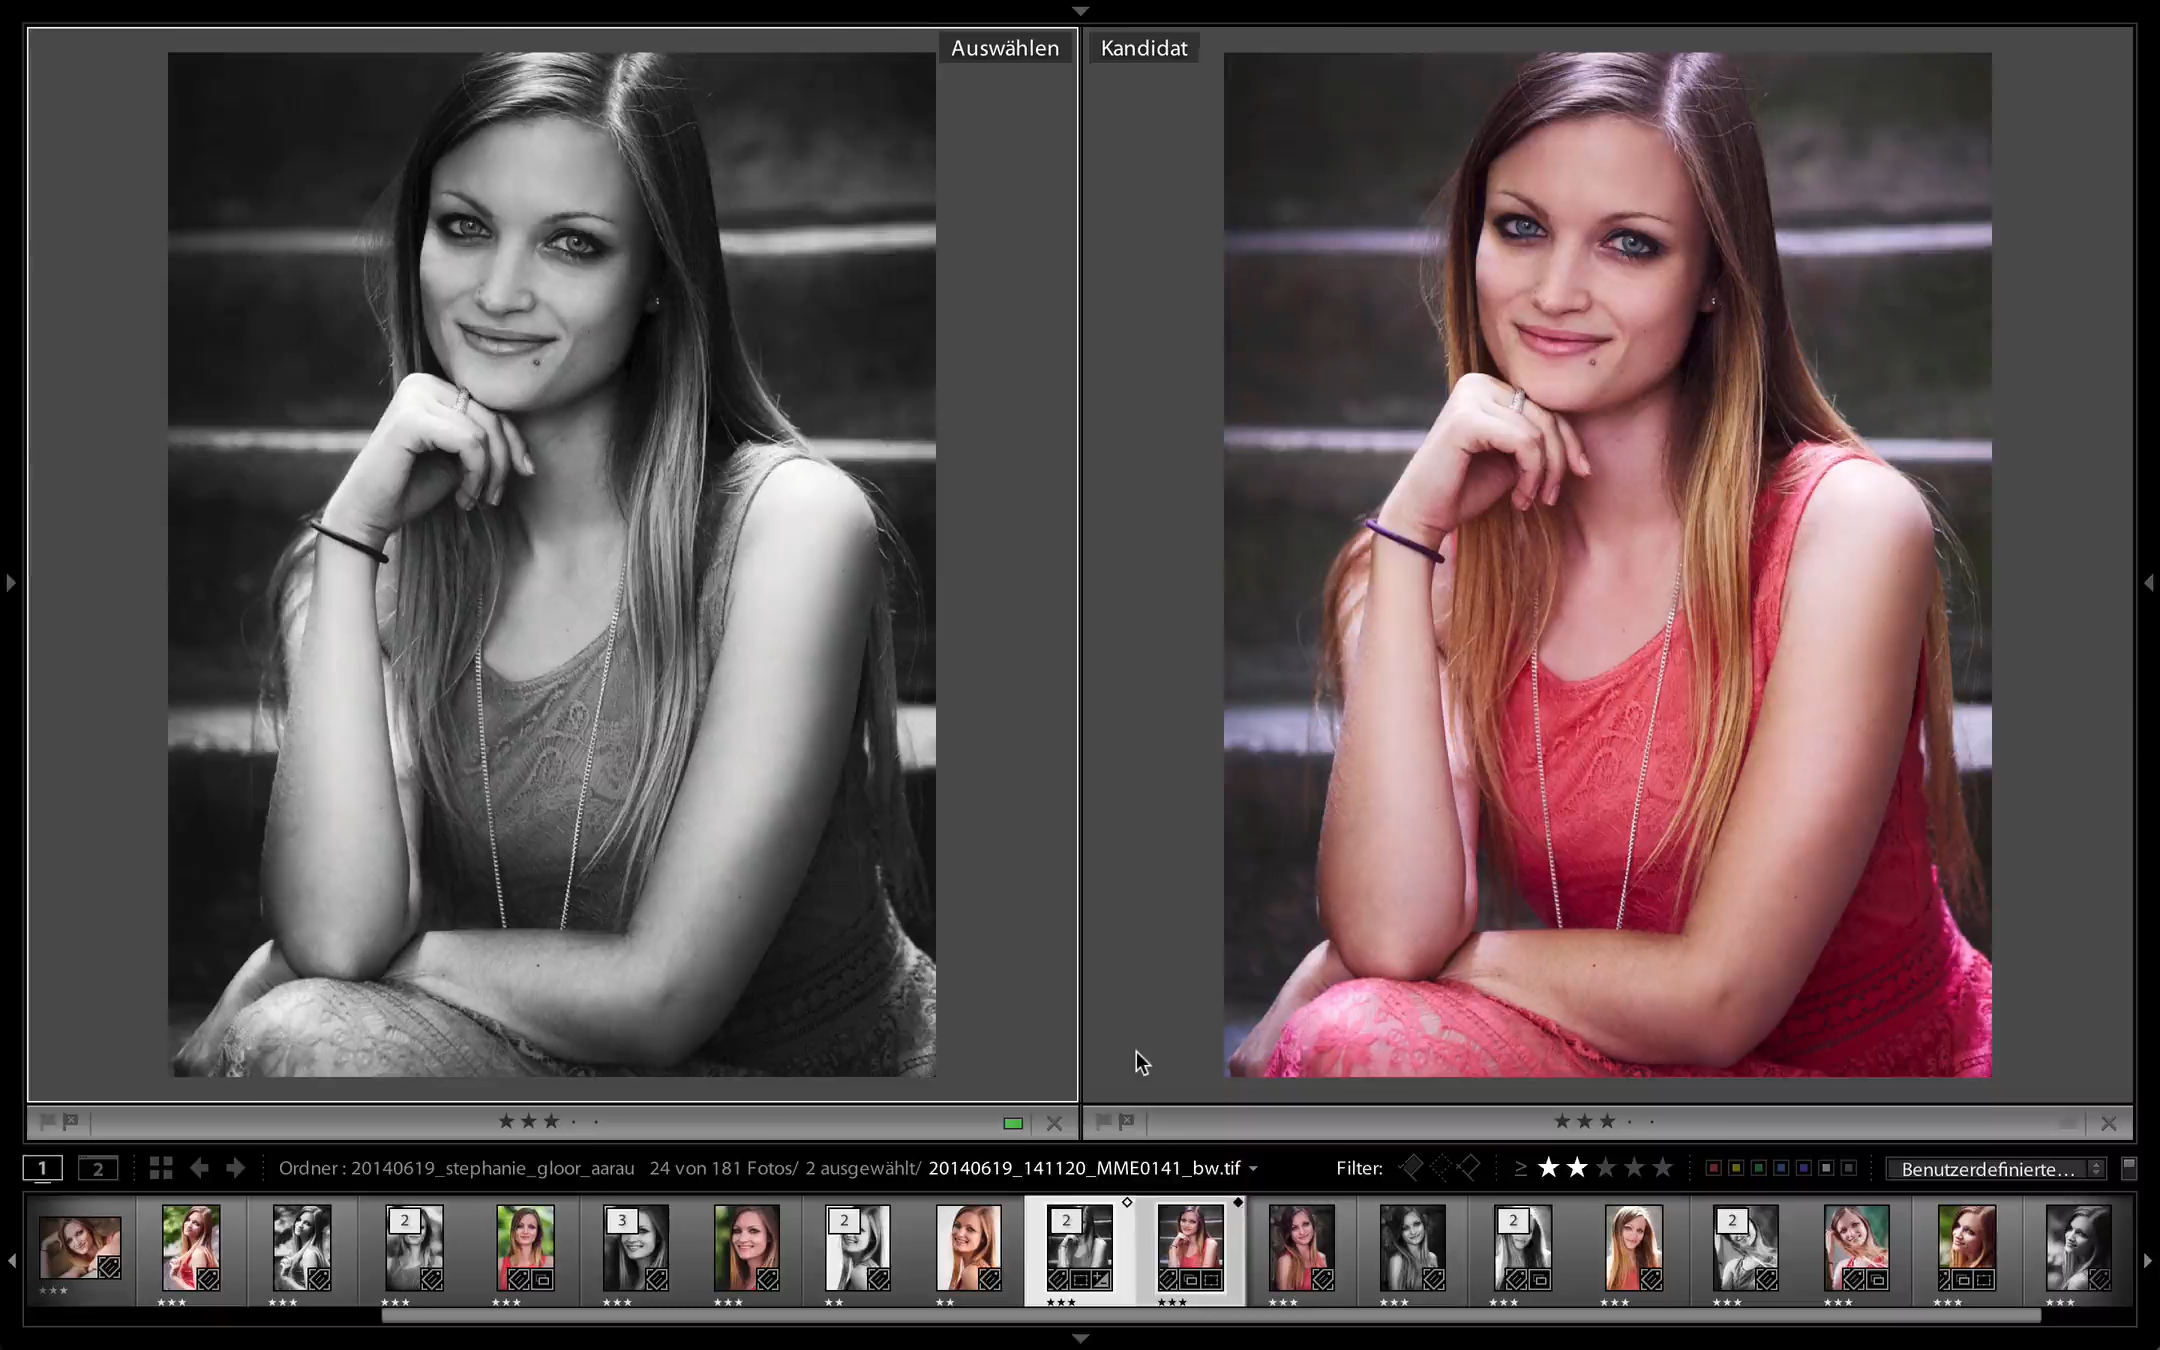 Auswählen
Kandidat
1 2 Ordner : 20140619_stephanie_gloor_aarau 24 von 181 Fotos/ 2 ausgewählt/ 20140619_141120_MME0141_bw.tif Filter: ≥ Benutzerdefinierte...
2 3 2 2 2 2